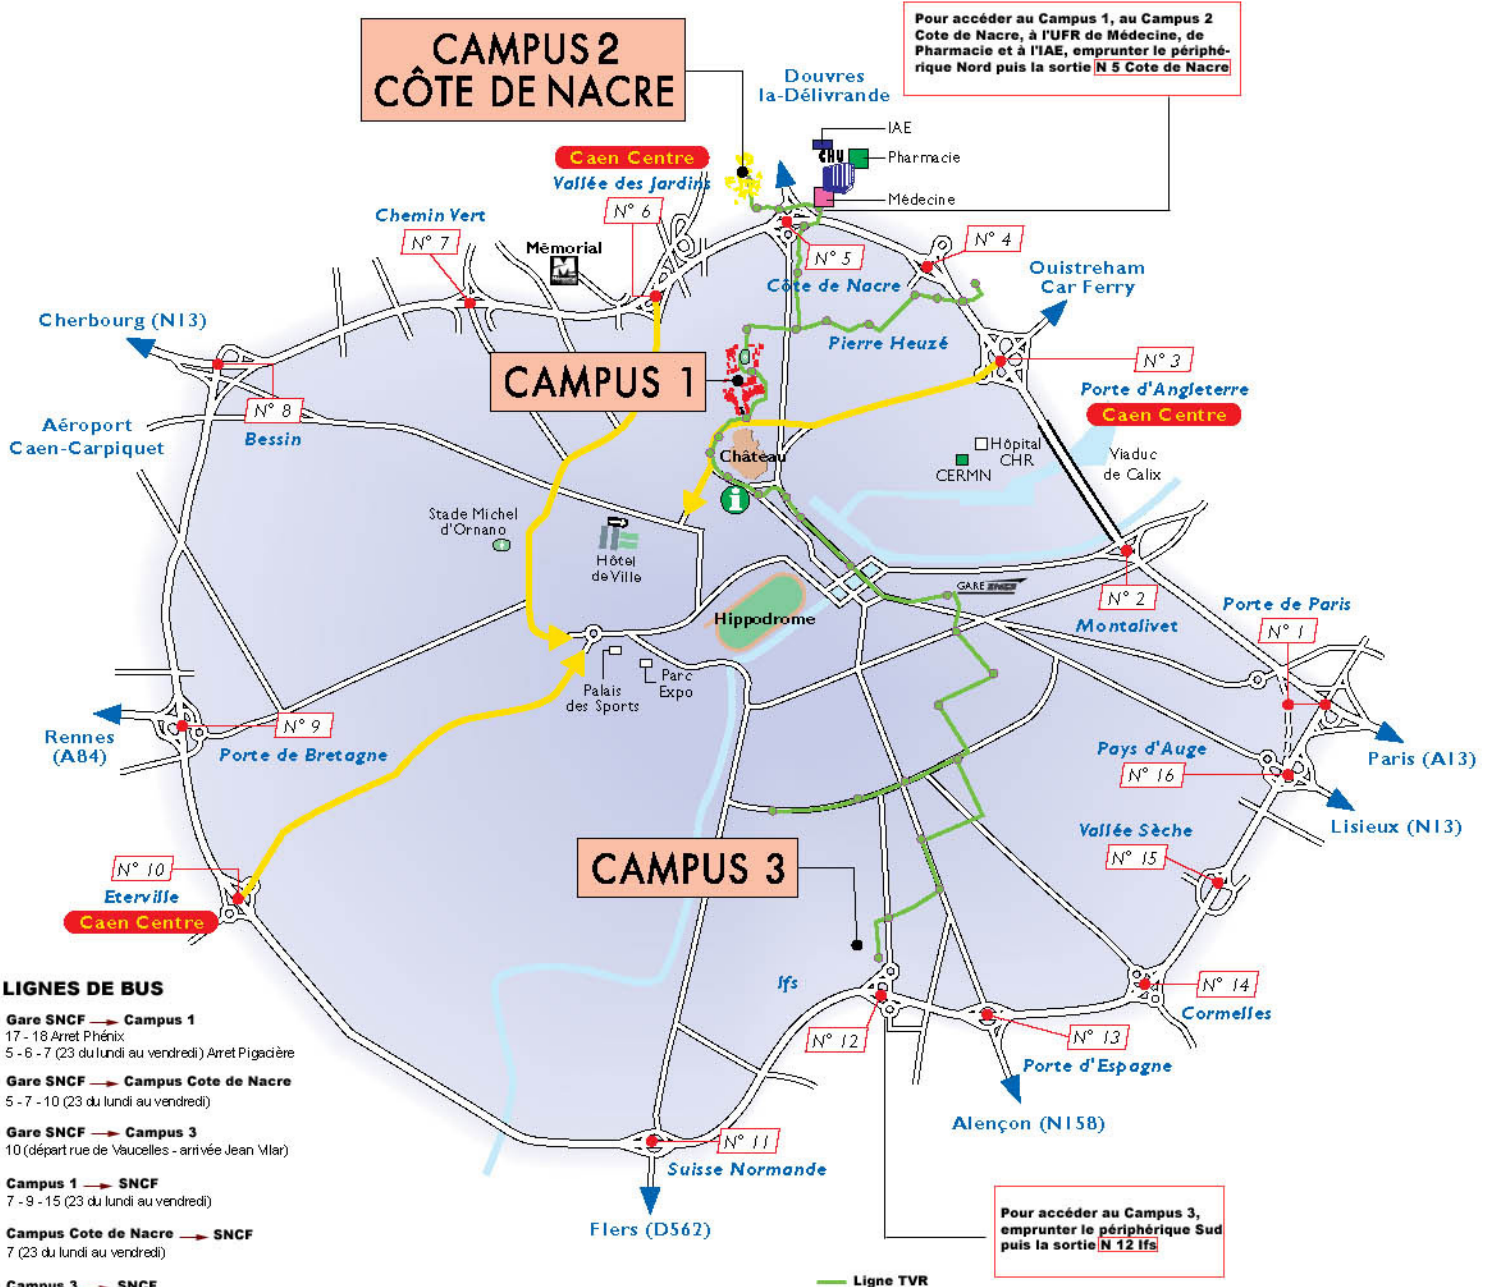 Pour accéder au Campus 1, au Campus 2
Cote de Nacre, à l'UFR de Médecine, de
Pharmacie et à l'IAE, emprunter le périphé-
rique Nord puis la sortie N 5 Cote de Nacre
CAMPUS 2
CÔTE DE NACRE
Douvres
la-Délivrande
IAE
CHU
Pharmacie
Médecine
Caen Centre
Vallée des Jardins
N° 6
Chemin Vert
N° 7
Mémorial
N° 5
Côte de Nacre
N° 4
Ouistreham
Car Ferry
Cherbourg (N13)
Pierre Heuzé
N° 3
Porte d'Angleterre
Caen Centre
CAMPUS 1
N° 8
Bessin
Aéroport
Caen-Carpiquet
Château
Hôpital
CHR
CERMN
Viaduc
de Calix
i
Stade Michel
d'Ornano
Hôtel
de Ville
GARE SNCF
N° 2
Montalivet
Hippodrome
Porte de Paris
N° 1
Palais
des Sports
Parc
Expo
Rennes
(A84)
N° 9
Porte de Bretagne
Pays d'Auge
N° 16
Paris (A13)
Lisieux (N13)
Vallée Sèche
N° 15
CAMPUS 3
N° 10
Eterville
Caen Centre
Ifs
N° 14
Cormelles
N° 12
N° 13
Porte d'Espagne
Alençon (N158)
N° 11
Suisse Normande
Flers (D562)
LIGNES DE BUS
Gare SNCF → Campus 1
17 - 18 Arret Phénix
5 - 6 - 7 (23 du lundi au vendredi) Arret Pigacière
Gare SNCF → Campus Cote de Nacre
5 - 7 - 10 (23 du lundi au vendredi)
Gare SNCF → Campus 3
10 (départ rue de Vaucelles - arrivée Jean Vilar)
Campus 1 → SNCF
7 - 9 - 15 (23 du lundi au vendredi)
Campus Cote de Nacre → SNCF
7 (23 du lundi au vendredi)
Campus 3 → SNCF
Pour accéder au Campus 3,
emprunter le périphérique Sud
puis la sortie N 12 Ifs
Ligne TVR